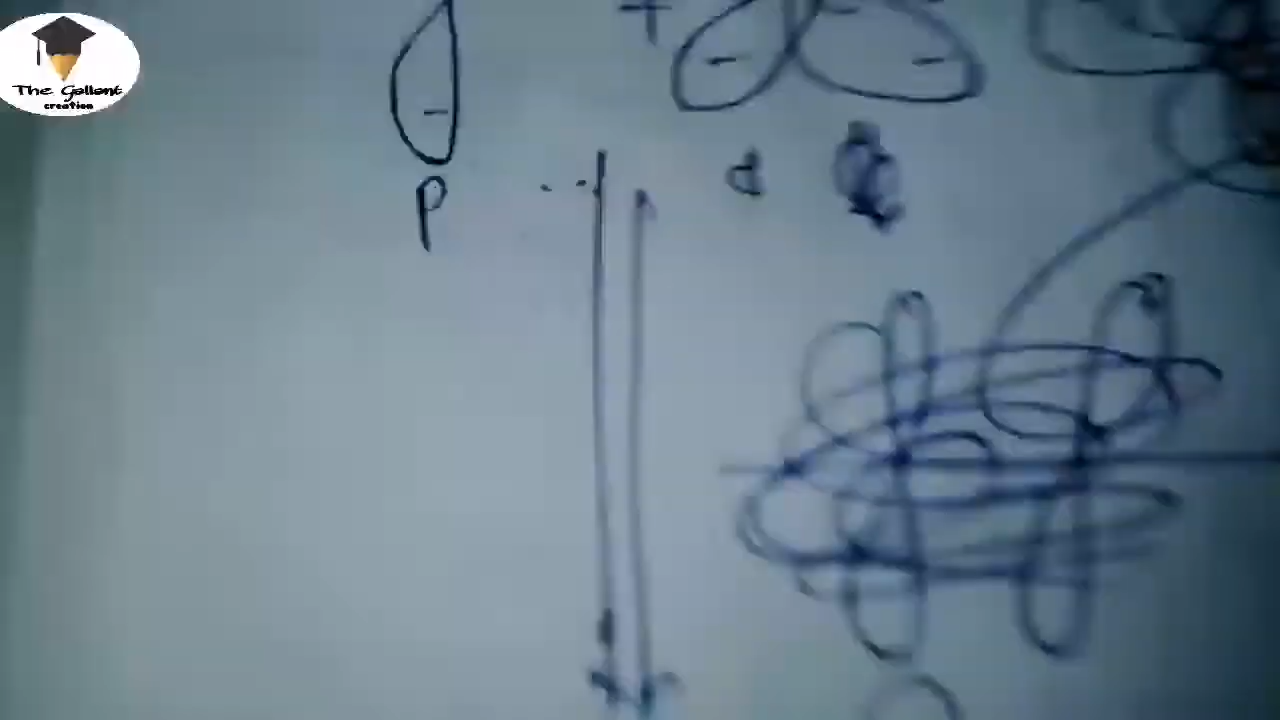 The Gallant
creation
+
- -
-
p d